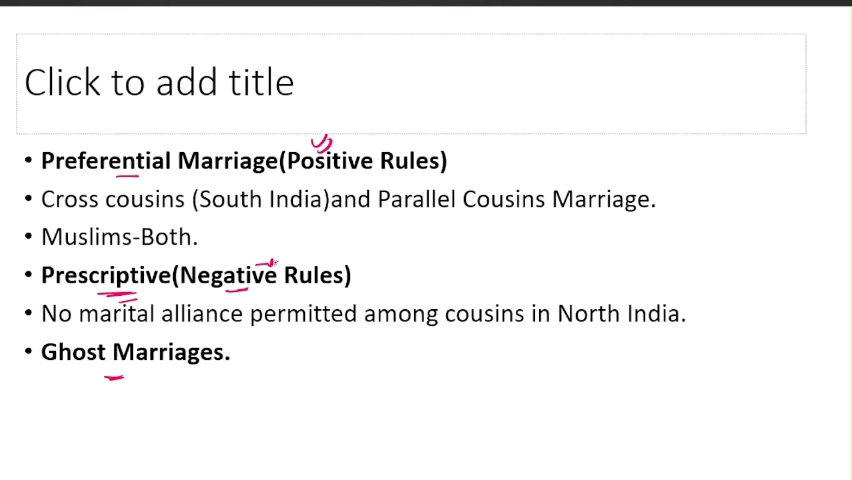 Click to add title
• Preferential Marriage(Positive Rules)
• Cross cousins (South India)and Parallel Cousins Marriage.
• Muslims-Both.
• Prescriptive(Negative Rules)
• No marital alliance permitted among cousins in North India.
• Ghost Marriages.